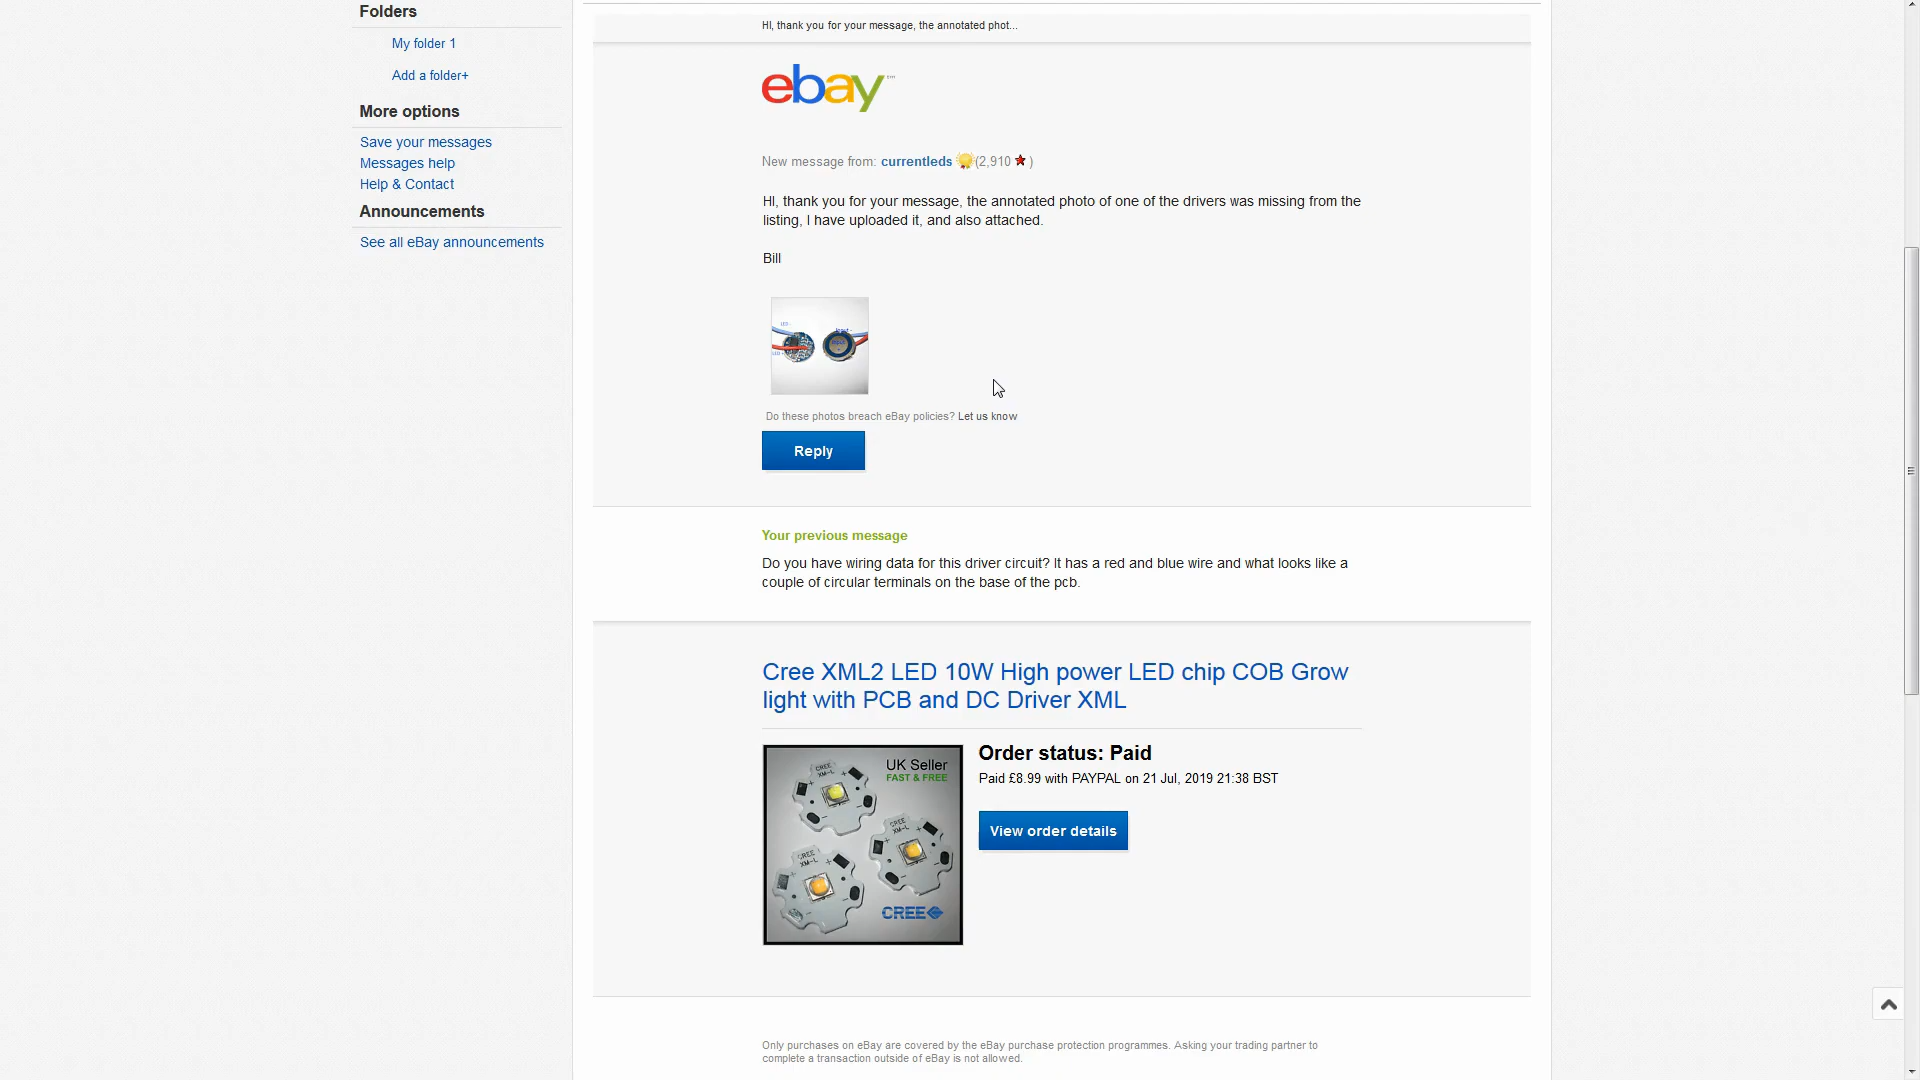 Folders
My folder 1
Add a folder+
More options
Save your messages
Messages help
Help & Contact
Announcements
See all eBay announcements
HI, thank you for your message, the annotated phot...
ebay
New message from: currentleds (2,910 )
HI, thank you for your message, the annotated photo of one of the drivers was missing from the
listing, I have uploaded it, and also attached.
Bill
LED -
LED +
Do these photos breach eBay policies? Let us know
Reply
Your previous message
Do you have wiring data for this driver circuit? It has a red and blue wire and what looks like a
couple of circular terminals on the base of the pcb.
Cree XML2 LED 10W High power LED chip COB Grow
light with PCB and DC Driver XML
UK Seller
FAST & FREE
CREE
XM-L
CREE
XM-L
CREE
XM-L
CREE
Order status: Paid
Paid £8.99 with PAYPAL on 21 Jul, 2019 21:38 BST
View order details
Only purchases on eBay are covered by the eBay purchase protection programmes. Asking your trading partner to
complete a transaction outside of eBay is not allowed.